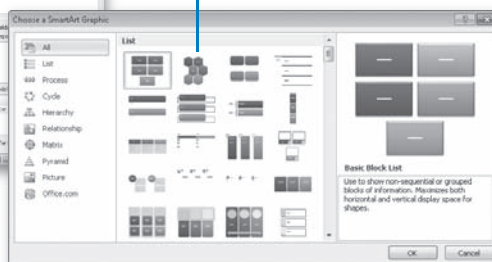 Choose a SmartArt Graphic
All
List
Process
Cycle
Hierarchy
Relationship
Matrix
Pyramid
Picture
Office.com
List
Basic Block List
Use to show non-sequential or grouped
blocks of information. Maximizes both
horizontal and vertical display space for
shapes.
OK
Cancel